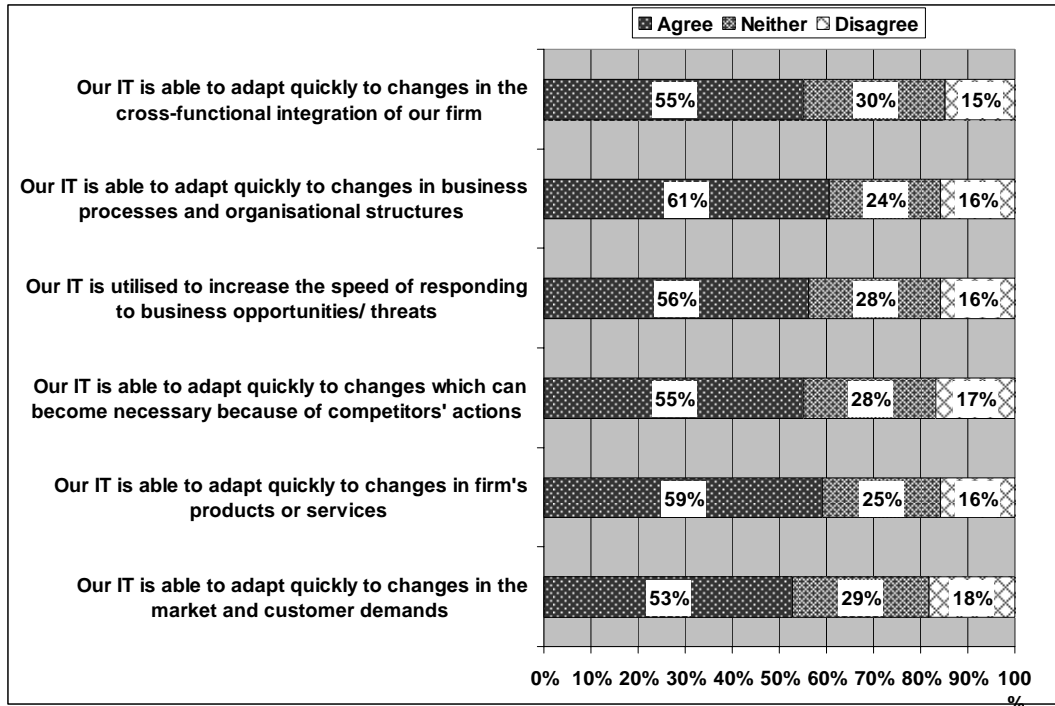 Agree Neither Disagree
Our IT is able to adapt quickly to changes in the
cross-functional integration of our firm
55% 30% 15%
Our IT is able to adapt quickly to changes in business
processes and organisational structures
61% 24% 16%
Our IT is utilised to increase the speed of responding
to business opportunities/ threats
56% 28% 16%
Our IT is able to adapt quickly to changes which can
become necessary because of competitors' actions
55% 28% 17%
Our IT is able to adapt quickly to changes in firm's
products or services
59% 25% 16%
Our IT is able to adapt quickly to changes in the
market and customer demands
53% 29% 18%
0% 10% 20% 30% 40% 50% 60% 70% 80% 90% 100
%